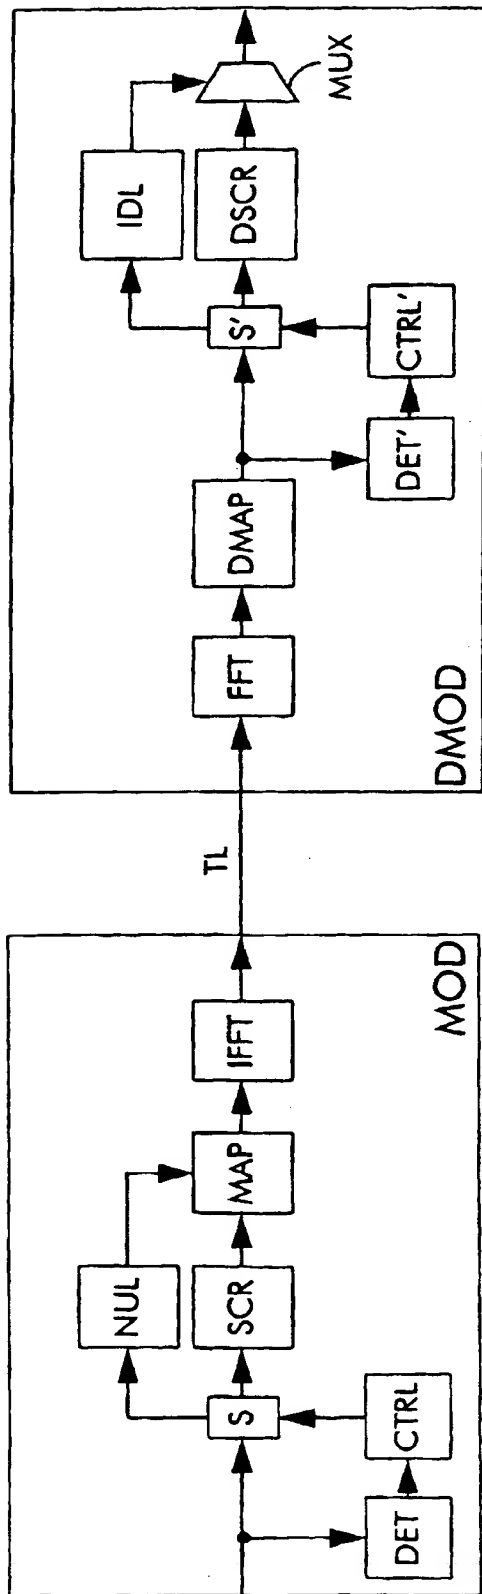 DET
CTRL
S
NUL
SCR
MAP
IFFT
MOD
TL
FFT
DMAP
DET'
CTRL'
S'
IDL
DSCR
MUX
DMOD